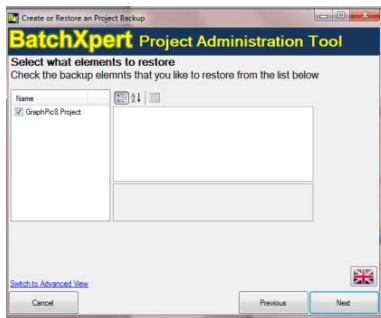 Create or Restore an Project Backup
BatchXpert Project Administration Tool
Select what elements to restore
Check the backup elemnts that you like to restore from the list below
Name
GraphPic8.Project
Switch to Advanced View
Cancel
Previous
Next